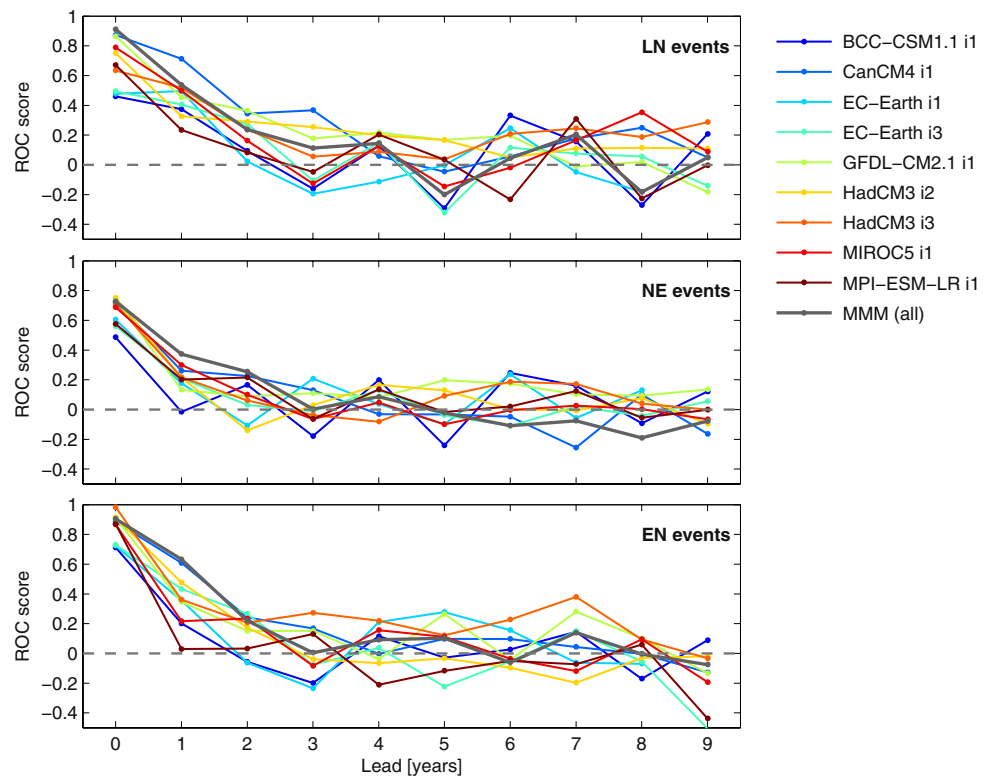 LN events
ROC score
1
0.8
0.6
0.4
0.2
0
−0.2
−0.4
NE events
ROC score
1
0.8
0.6
0.4
0.2
0
−0.2
−0.4
EN events
ROC score
1
0.8
0.6
0.4
0.2
0
−0.2
−0.4
0 1 2 3 4 5 6 7 8 9
Lead [years]
BCC−CSM1.1 i1
CanCM4 i1
EC−Earth i1
EC−Earth i3
GFDL−CM2.1 i1
HadCM3 i2
HadCM3 i3
MIROC5 i1
MPI−ESM−LR i1
MMM (all)